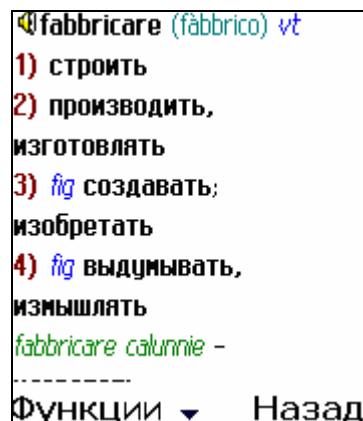 fabbricare (fàbbrico) vt
1) строить
2) производить,
изготовлять
3) fig создавать;
изобретать
4) fig выдумывать,
измышлять
fabbricare calunnie -
Функции Назад